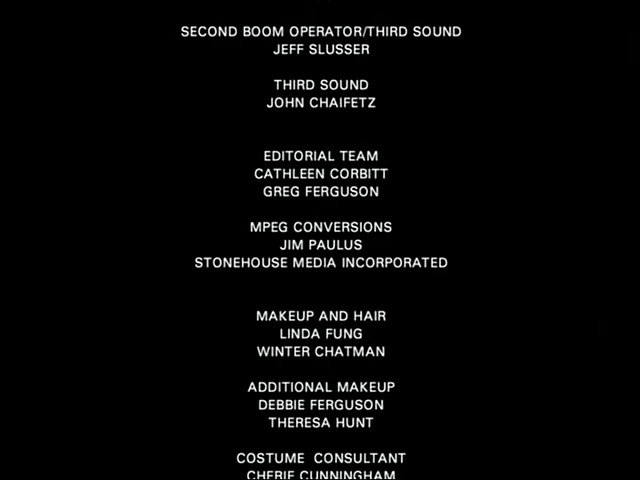 SECOND BOOM OPERATOR/THIRD SOUND
JEFF SLUSSER
THIRD SOUND
JOHN CHAIFETZ
EDITORIAL TEAM
CATHLEEN CORBITT
GREG FERGUSON
MPEG CONVERSIONS
JIM PAULUS
STONEHOUSE MEDIA INCORPORATED
MAKEUP AND HAIR
LINDA FUNG
WINTER CHATMAN
ADDITIONAL MAKEUP
DEBBIE FERGUSON
THERESA HUNT
COSTUME CONSULTANT
CHERIE CUNNINGHAM